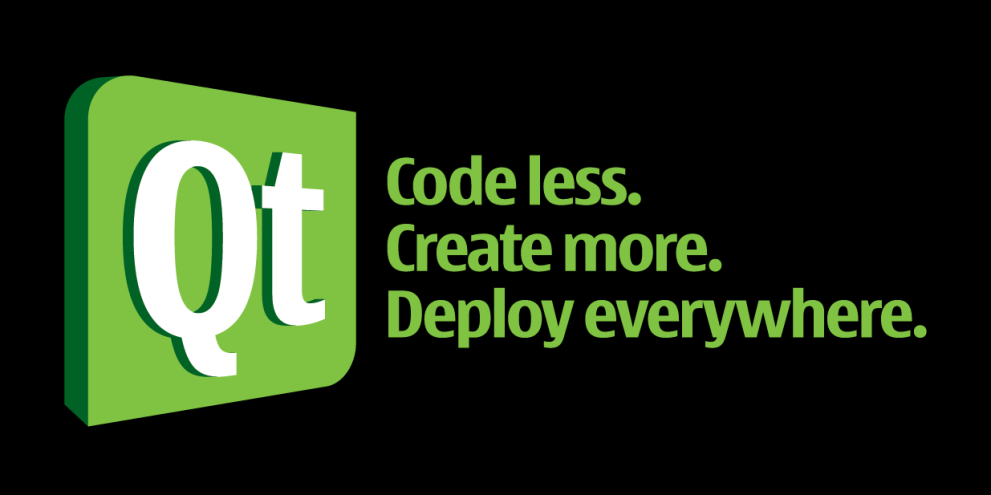 Qt
Code less.
Create more.
Deploy everywhere.